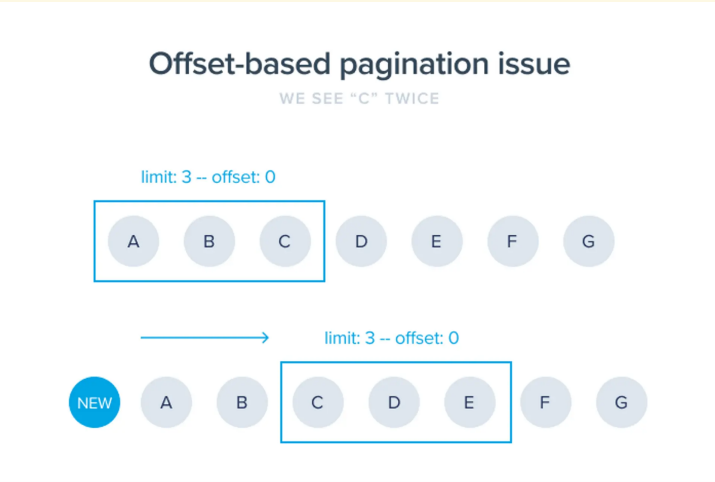 Offset-based pagination issue
WE SEE “C” TWICE
limit: 3 -- offset: 0
A B C D E F G
limit: 3 -- offset: 0
NEW A B C D E F G